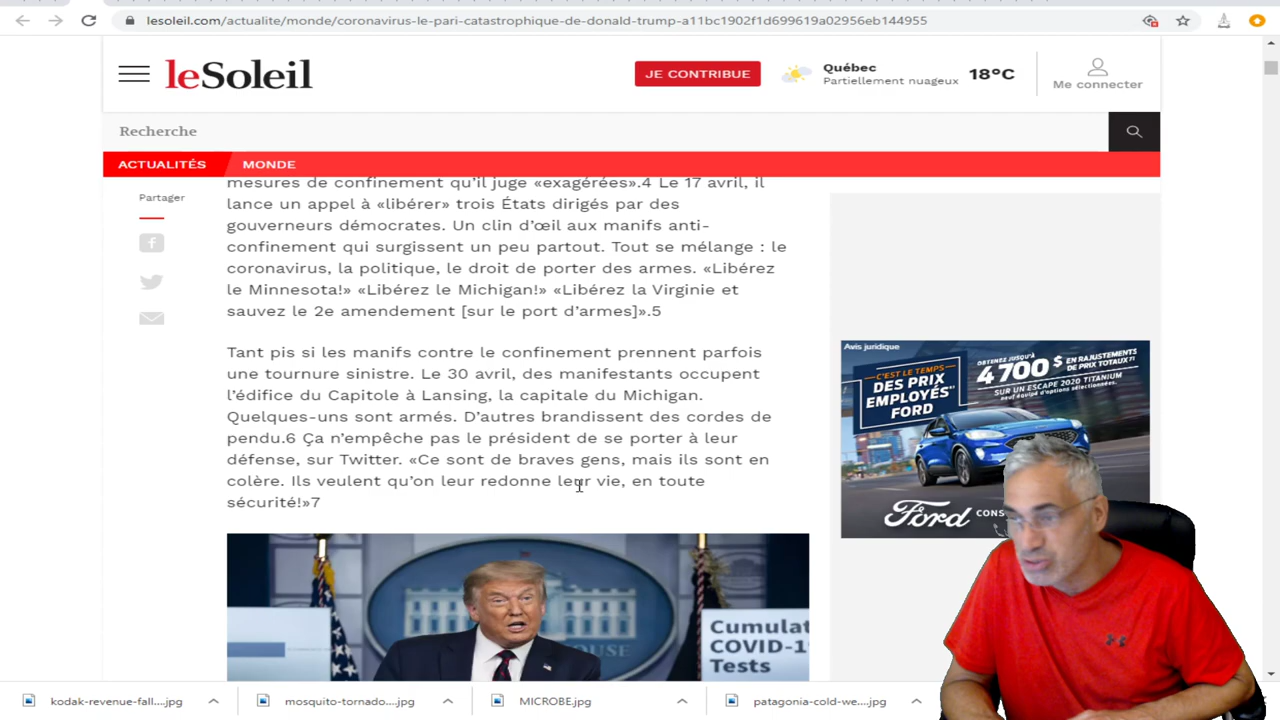 lesoleil.com/actualite/monde/coronavirus-le-pari-catastrophique-de-donald-trump-a11bc1902f1d699619a02956eb144955
leSoleil
JE CONTRIBUE
Québec
Partiellement nuageux
18°C
Me connecter
Recherche
ACTUALITÉS
MONDE
Partager
mesures de confinement qu'il juge «exagérées».4 Le 17 avril, il
lance un appel à «libérer» trois États dirigés par des
gouverneurs démocrates. Un clin d'œil aux manifs anti-
confinement qui surgissent un peu partout. Tout se mélange : le
coronavirus, la politique, le droit de porter des armes. «Libérez
le Minnesota!» «Libérez le Michigan!» «Libérez la Virginie et
sauvez le 2e amendement [sur le port d'armes]».5
Tant pis si les manifs contre le confinement prennent parfois
une tournure sinistre. Le 30 avril, des manifestants occupent
l'édifice du Capitole à Lansing, la capitale du Michigan.
Quelques-uns sont armés. D'autres brandissent des cordes de
pendu.6 Ça n'empêche pas le président de se porter à leur
défense, sur Twitter. «Ce sont de braves gens, mais ils sont en
colère. Ils veulent qu'on leur redonne leur vie, en toute
sécurité!»7
Avis juridique
C'EST LE TEMPS
DES PRIX
EMPLOYÉS
FORD
OBTENEZ JUSQU'À
4 700 $ EN RAJUSTEMENTS
DE PRIX TOTAUX
SUR UN ESCAPE 2020 TITANIUM
neuf équipé d'options sélectionnées.
Ford
CONS
Cumulat
COVID-1
Tests
kodak-revenue-fall....jpg
mosquito-tornado....jpg
MICROBE.jpg
patagonia-cold-we....jpg